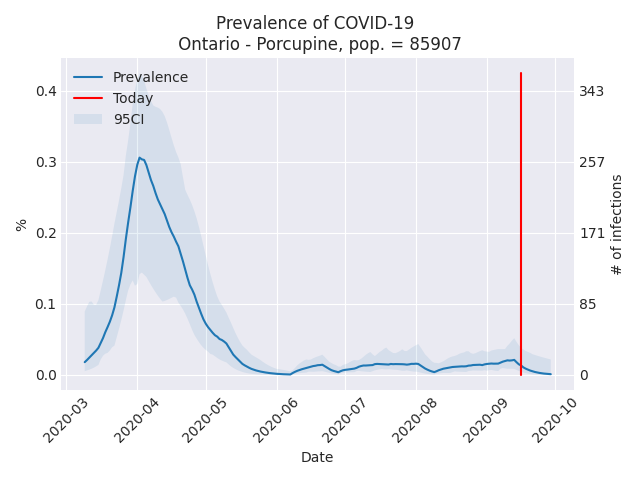 Prevalence of COVID-19
Ontario - Porcupine, pop. = 85907
Prevalence
Today
95CI
0.4
0.3
0.2
0.1
0.0
%
343
257
171
85
0
# of infections
2020-03
2020-04
2020-05
2020-06
2020-07
2020-08
2020-09
2020-10
Date